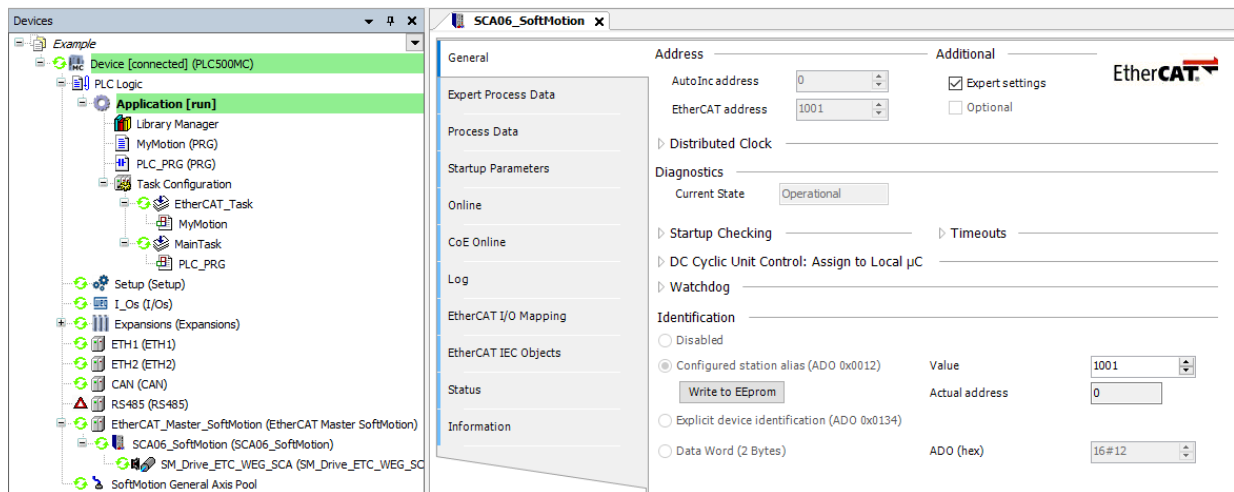 Devices
Example
Device [connected] (PLC500MC)
PLC Logic
Application [run]
Library Manager
MyMotion (PRG)
PLC_PRG (PRG)
Task Configuration
EtherCAT_Task
MyMotion
MainTask
PLC_PRG
Setup (Setup)
I_Os (I/Os)
Expansions (Expansions)
ETH1 (ETH1)
ETH2 (ETH2)
CAN (CAN)
RS485 (RS485)
EtherCAT_Master_SoftMotion (EtherCAT Master SoftMotion)
SCA06_SoftMotion (SCA06_SoftMotion)
SM_Drive_ETC_WEG_SCA (SM_Drive_ETC_WEG_SC
SoftMotion General Axis Pool
SCA06_SoftMotion
General
Expert Process Data
Process Data
Startup Parameters
Online
CoE Online
Log
EtherCAT I/O Mapping
EtherCAT IEC Objects
Status
Information
Address
AutoInc address 0
EtherCAT address 1001
Additional
Expert settings
Optional
EtherCAT
Distributed Clock
Diagnostics
Current State Operational
Startup Checking
Timeouts
DC Cyclic Unit Control: Assign to Local µC
Watchdog
Identification
Disabled
Configured station alias (ADO 0x0012) Value 1001
Write to EEprom Actual address 0
Explicit device identification (ADO 0x0134)
Data Word (2 Bytes) ADO (hex) 16#12